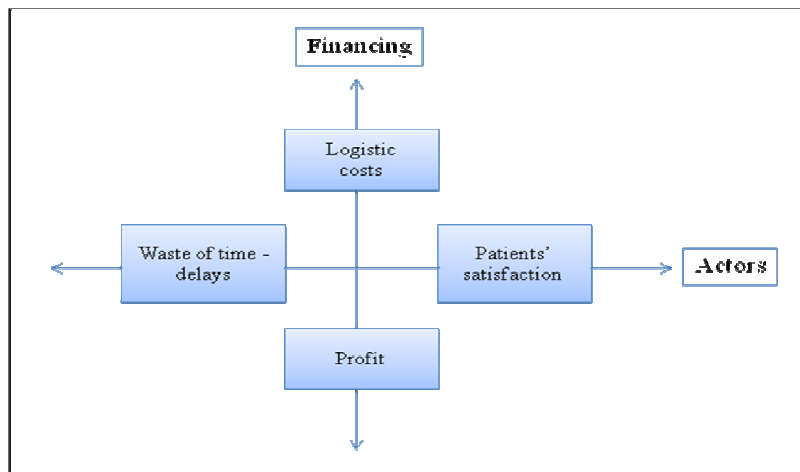 Financing
Logistic
costs
Waste of time -
delays
Patients'
satisfaction
Actors
Profit